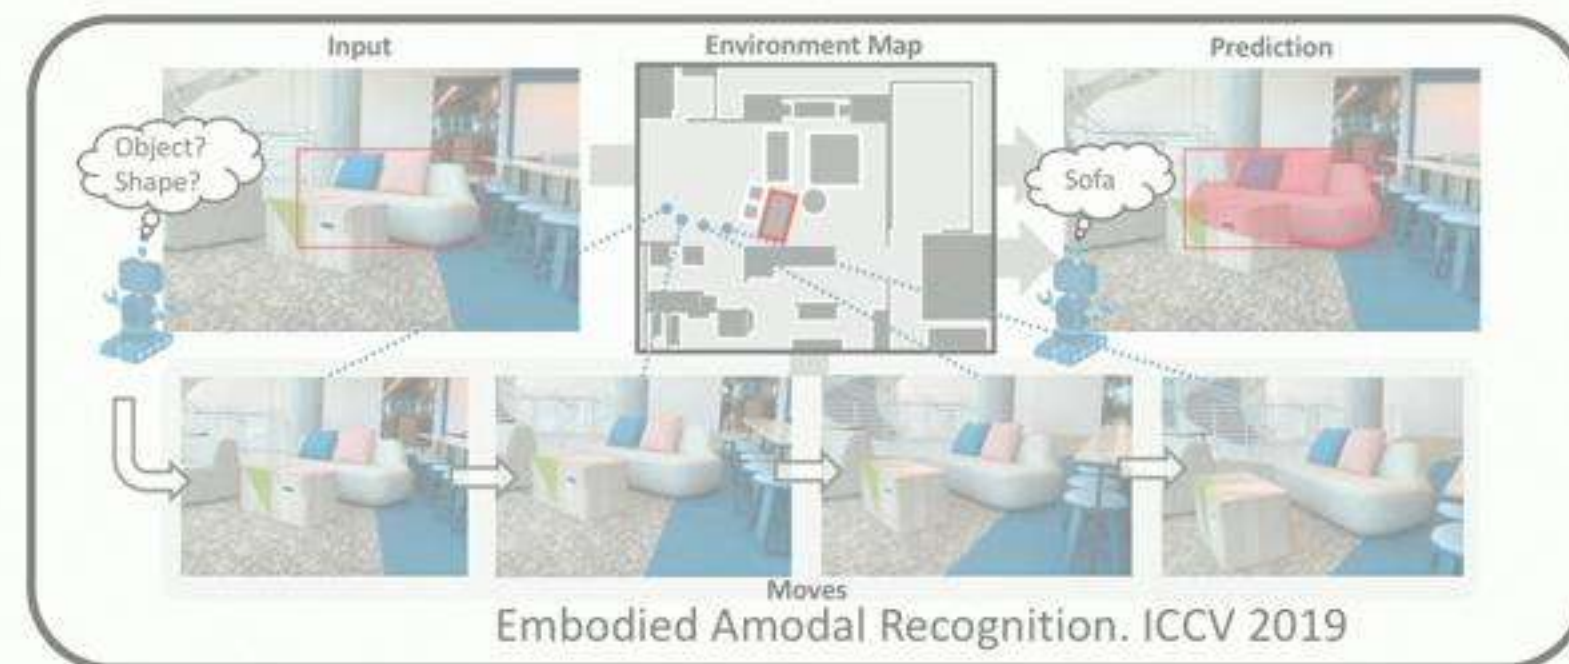 Input
Environment Map
Prediction
Object?
Shape?
Sofa
Moves
Embodied Amodal Recognition. ICCV 2019